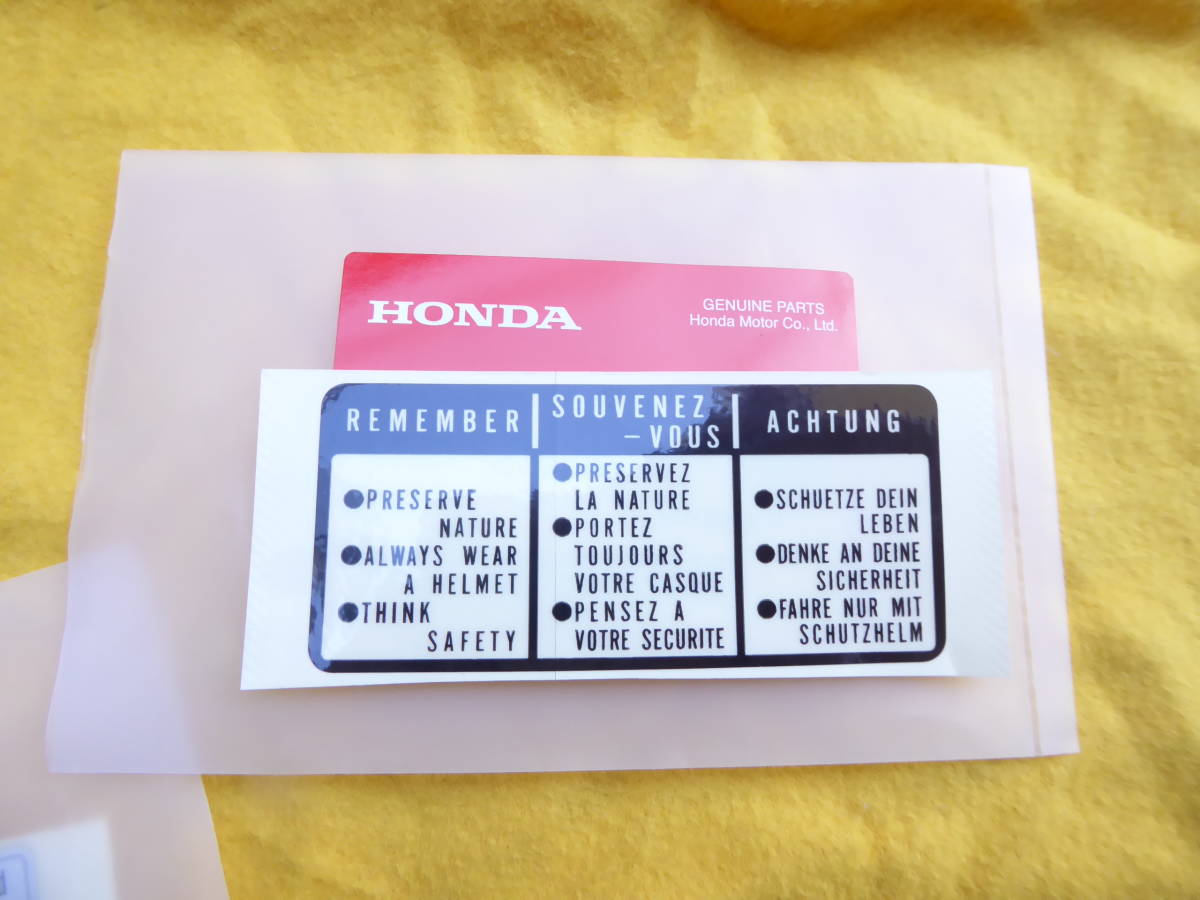 HONDA
GENUINE PARTS
Honda Motor Co., Ltd.
REMEMBER
●PRESERVE
NATURE
●ALWAYS WEAR
A HELMET
●THINK
SAFETY
SOUVENEZ
-VOUS
●PRESERVEZ
LA NATURE
●PORTEZ
TOUJOURS
VOTRE CASQUE
●PENSEZ A
VOTRE SECURITE
ACHTUNG
●SCHUETZE DEIN
LEBEN
●DENKE AN DEINE
SICHERHEIT
●FAHRE NUR MIT
SCHUTZHELM